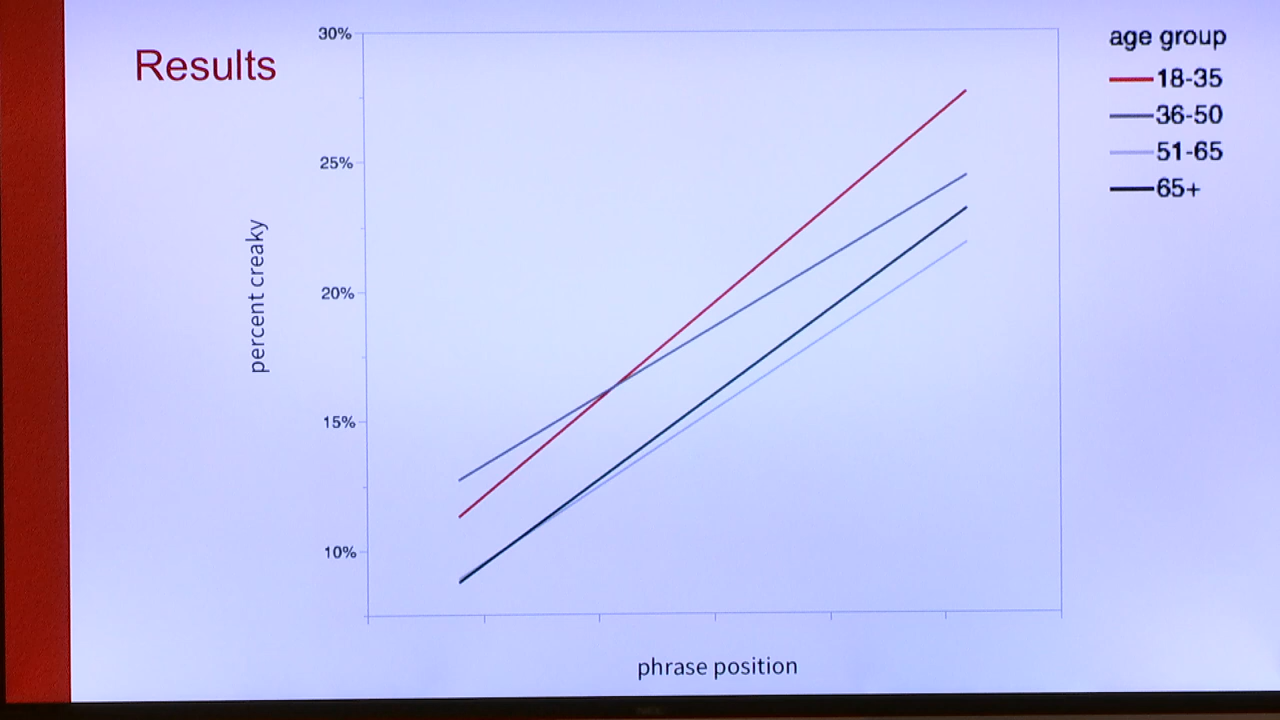 Results
30%
25%
20%
15%
10%
percent creaky
phrase position
age group
18-35
36-50
51-65
65+